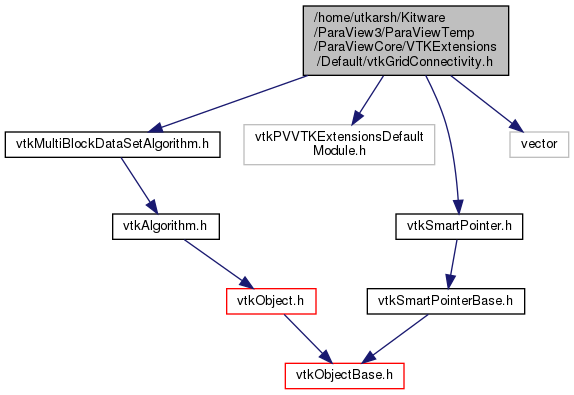 /home/utkarsh/Kitware
/ParaView3/ParaViewTemp
/ParaViewCore/VTKExtensions
/Default/vtkGridConnectivity.h
vtkMultiBlockDataSetAlgorithm.h
vtkPVVTKExtensionsDefault
Module.h
vector
vtkAlgorithm.h
vtkSmartPointer.h
vtkObject.h
vtkSmartPointerBase.h
vtkObjectBase.h